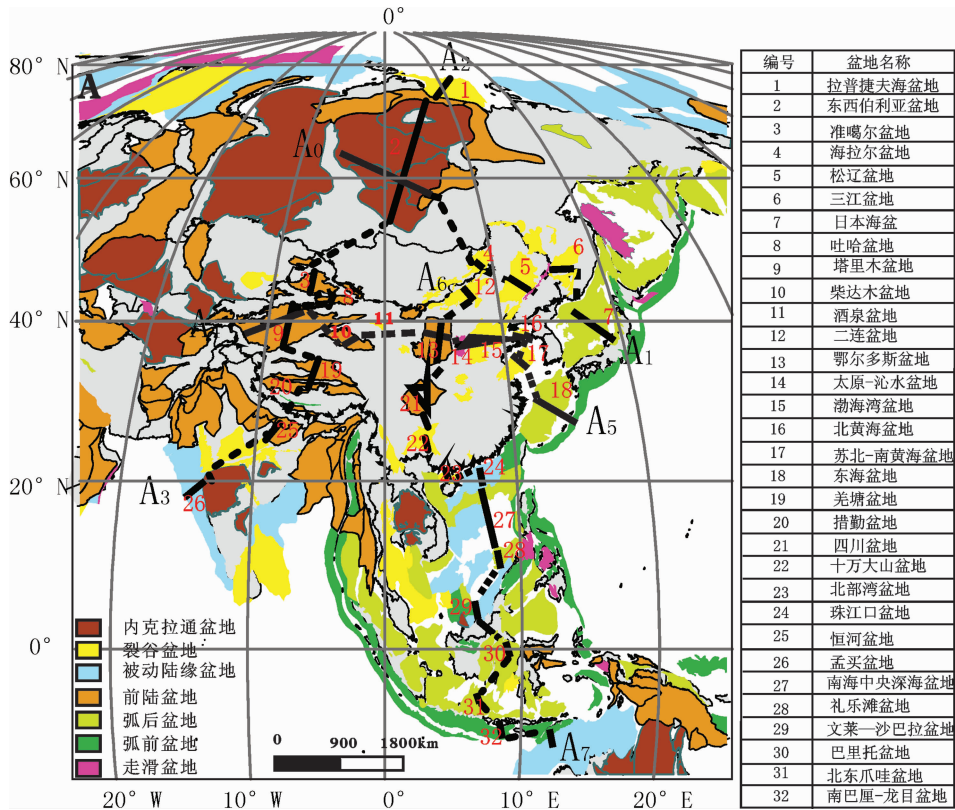 0°
A₂
80° N
A
1
A₀
60° N
3
4
6
A₆
12
5
8
11
16
7
40° N
9
10
13
14
15
17
A₁
19
20
21
18
A₅
25
22
A₃
26
23
24
20° N
27
28
29
0°
30
31
32
A₇
内克拉通盆地
裂谷盆地
被动陆缘盆地
前陆盆地
弧后盆地
弧前盆地
走滑盆地
0 900 1800km
20° W 10° W 0° 10° E 20° E
编号 盆地名称
1 拉普捷夫海盆地
2 东西伯利亚盆地
3 准噶尔盆地
4 海拉尔盆地
5 松辽盆地
6 三江盆地
7 日本海盆
8 吐哈盆地
9 塔里木盆地
10 柴达木盆地
11 酒泉盆地
12 二连盆地
13 鄂尔多斯盆地
14 太原-沁水盆地
15 渤海湾盆地
16 北黄海盆地
17 苏北-南黄海盆地
18 东海盆地
19 羌塘盆地
20 措勤盆地
21 四川盆地
22 十万大山盆地
23 北部湾盆地
24 珠江口盆地
25 恒河盆地
26 孟买盆地
27 南海中央深海盆地
28 礼乐滩盆地
29 文莱—沙巴拉盆地
30 巴里托盆地
31 北东爪哇盆地
32 南巴厘-龙目盆地